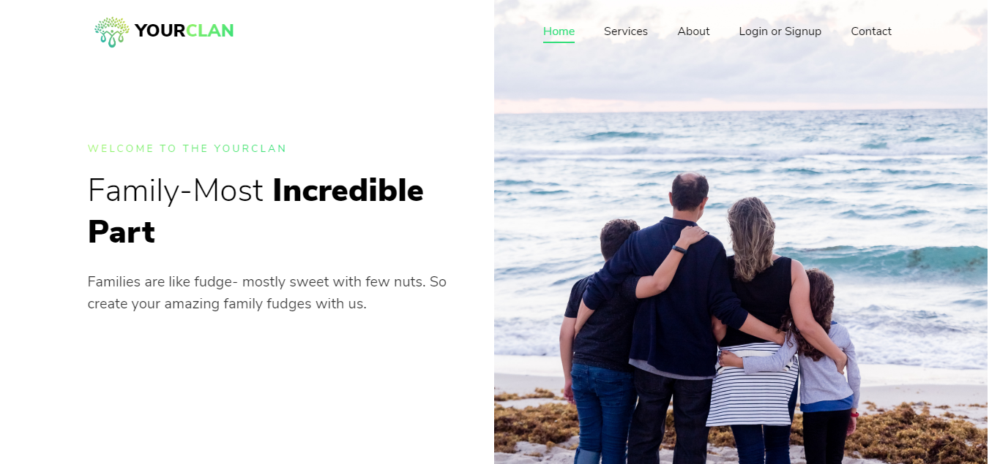 YOURCLAN
Home Services About Login or Signup Contact
WELCOME TO THE YOURCLAN
Family-Most Incredible
Part
Families are like fudge- mostly sweet with few nuts. So
create your amazing family fudges with us.